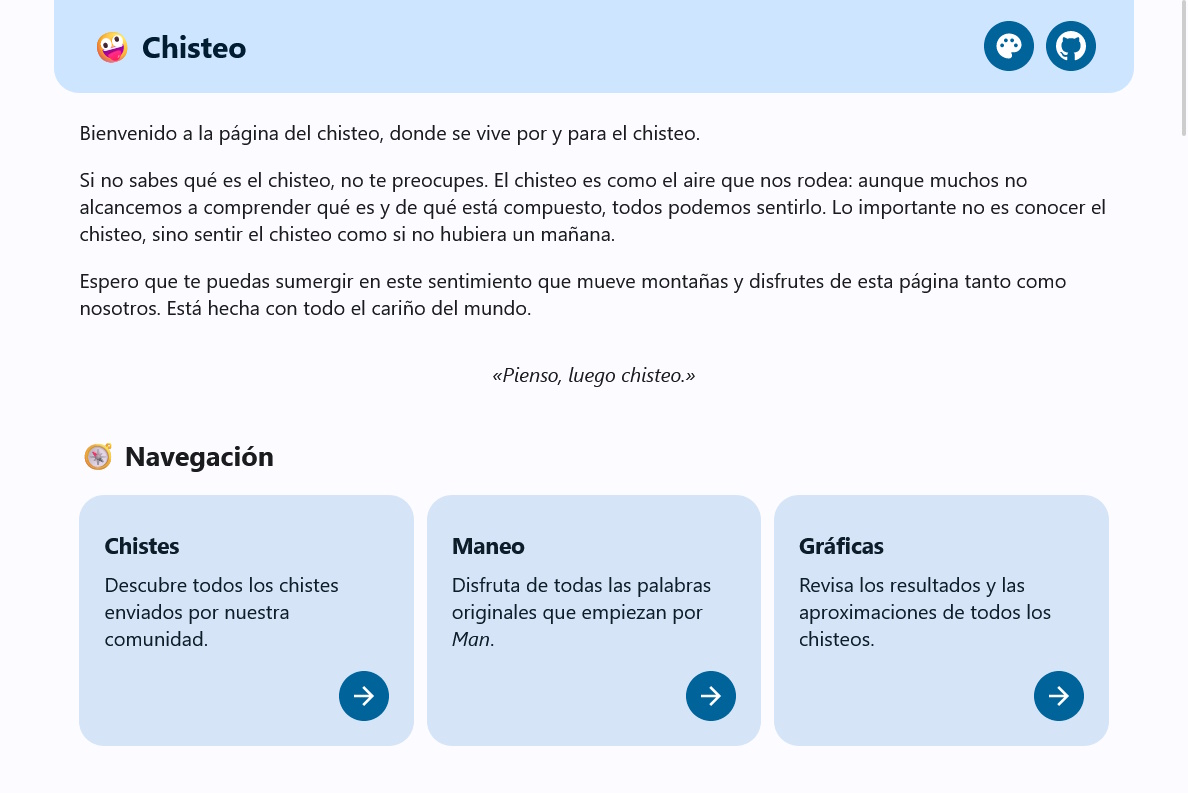 Chisteo
Bienvenido a la página del chisteo, donde se vive por y para el chisteo.
Si no sabes qué es el chisteo, no te preocupes. El chisteo es como el aire que nos rodea: aunque muchos no
alcancemos a comprender qué es y de qué está compuesto, todos podemos sentirlo. Lo importante no es conocer el
chisteo, sino sentir el chisteo como si no hubiera un mañana.
Espero que te puedas sumergir en este sentimiento que mueve montañas y disfrutes de esta página tanto como
nosotros. Está hecha con todo el cariño del mundo.
«Pienso, luego chisteo.»
Navegación
Chistes
Descubre todos los chistes
enviados por nuestra
comunidad.
Maneo
Disfruta de todas las palabras
originales que empiezan por
Man.
Gráficas
Revisa los resultados y las
aproximaciones de todos los
chisteos.